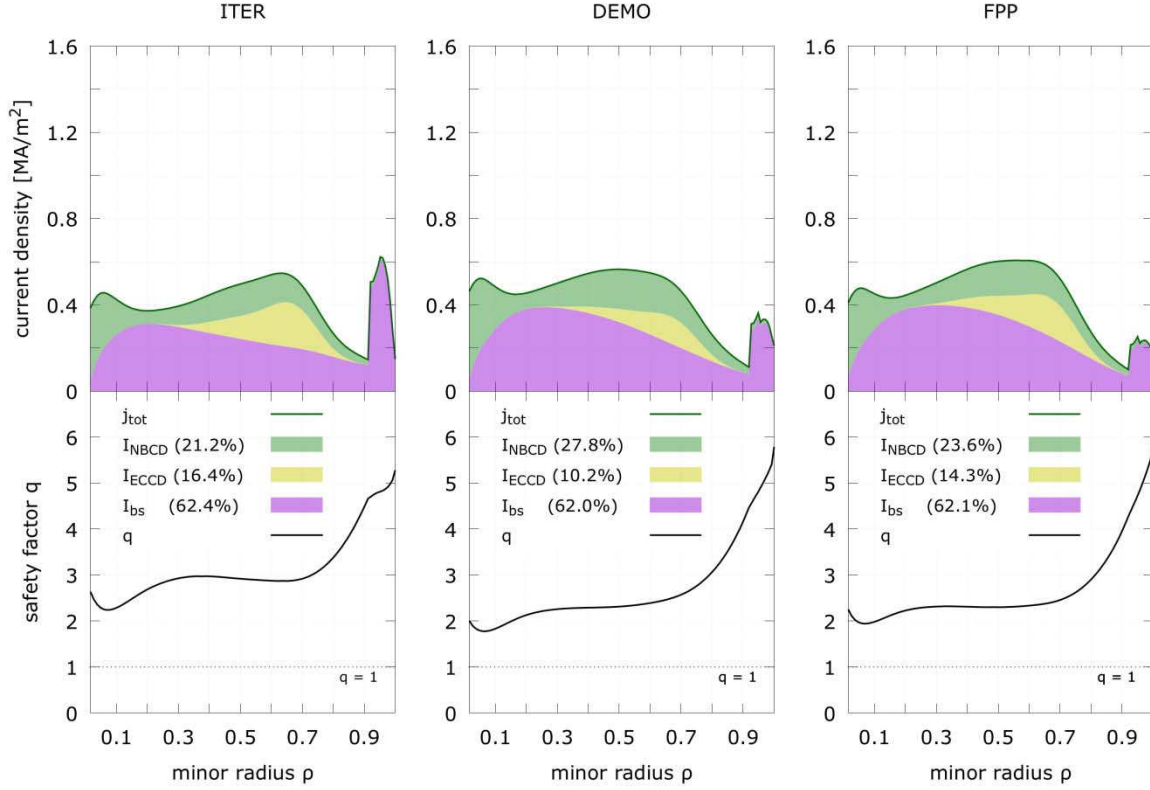 ITER DEMO FPP
1.6 1.6 1.6
1.2 1.2 1.2
0.8 0.8 0.8
0.4 0.4 0.4
0 0 0
current density [MA/m²]
j_tot j_tot j_tot
I_NBCD (21.2%) I_NBCD (27.8%) I_NBCD (23.6%)
I_ECCD (16.4%) I_ECCD (10.2%) I_ECCD (14.3%)
I_bs (62.4%) I_bs (62.0%) I_bs (62.1%)
q q q
6 6 6
5 5 5
4 4 4
3 3 3
2 2 2
1 1 1
0 0 0
safety factor q
q = 1 q = 1 q = 1
0.1 0.3 0.5 0.7 0.9 0.1 0.3 0.5 0.7 0.9 0.1 0.3 0.5 0.7 0.9
minor radius ρ minor radius ρ minor radius ρ